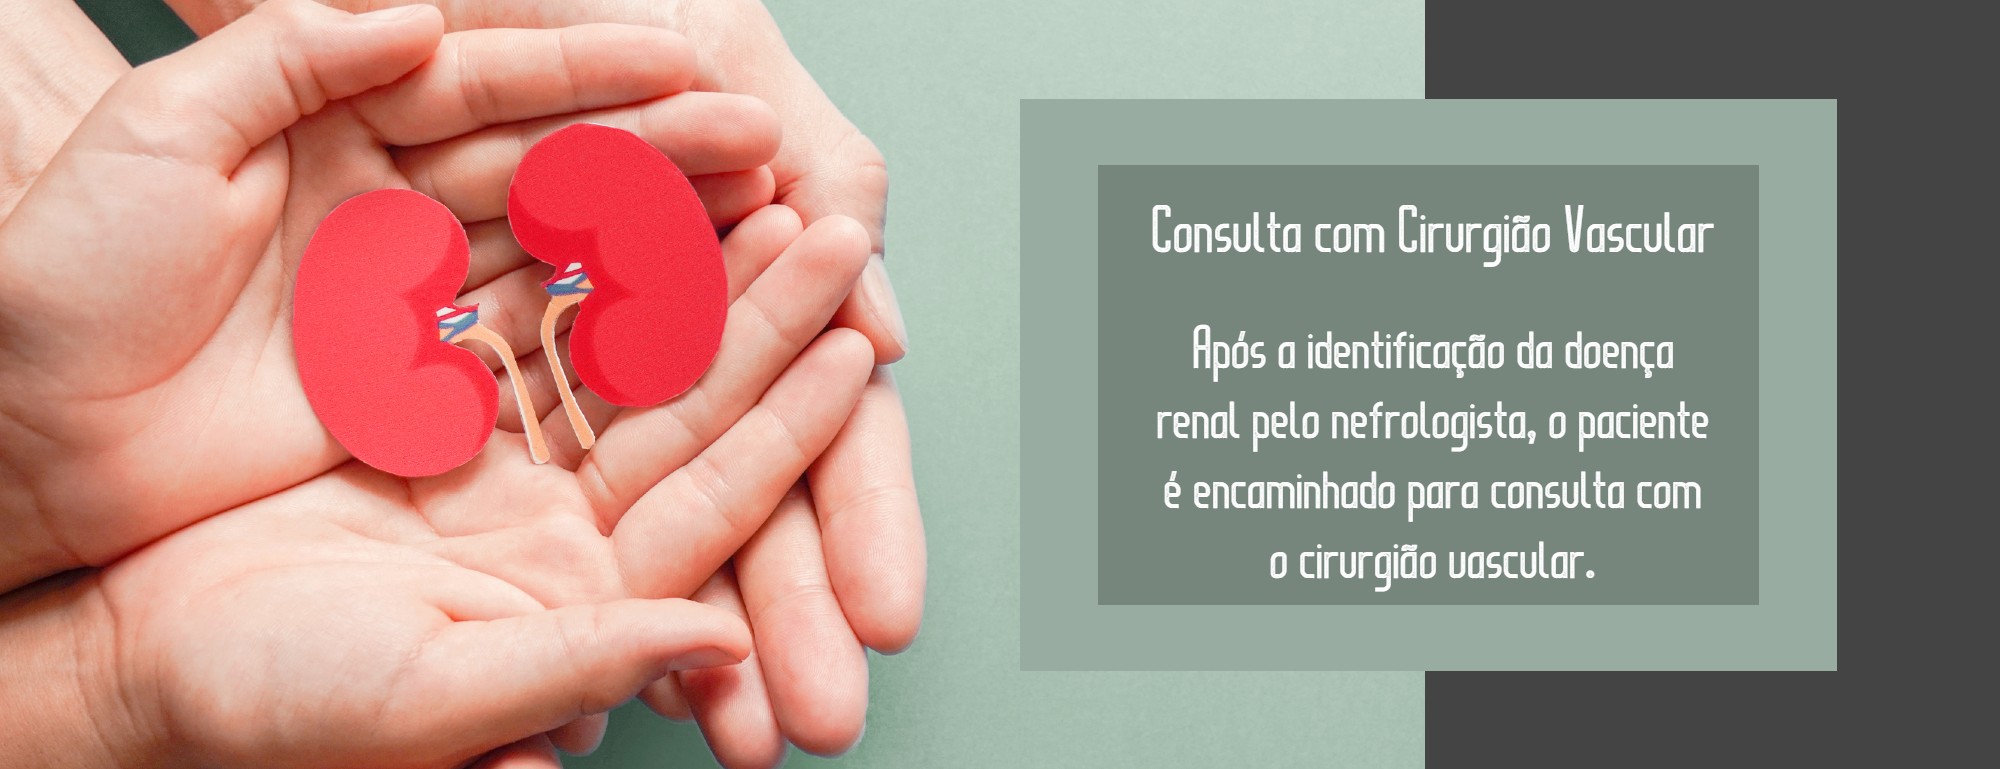 Consulta com Cirurgião Vascular
Após a identificação da doença
renal pelo nefrologista, o paciente
é encaminhado para consulta com
o cirurgião vascular.